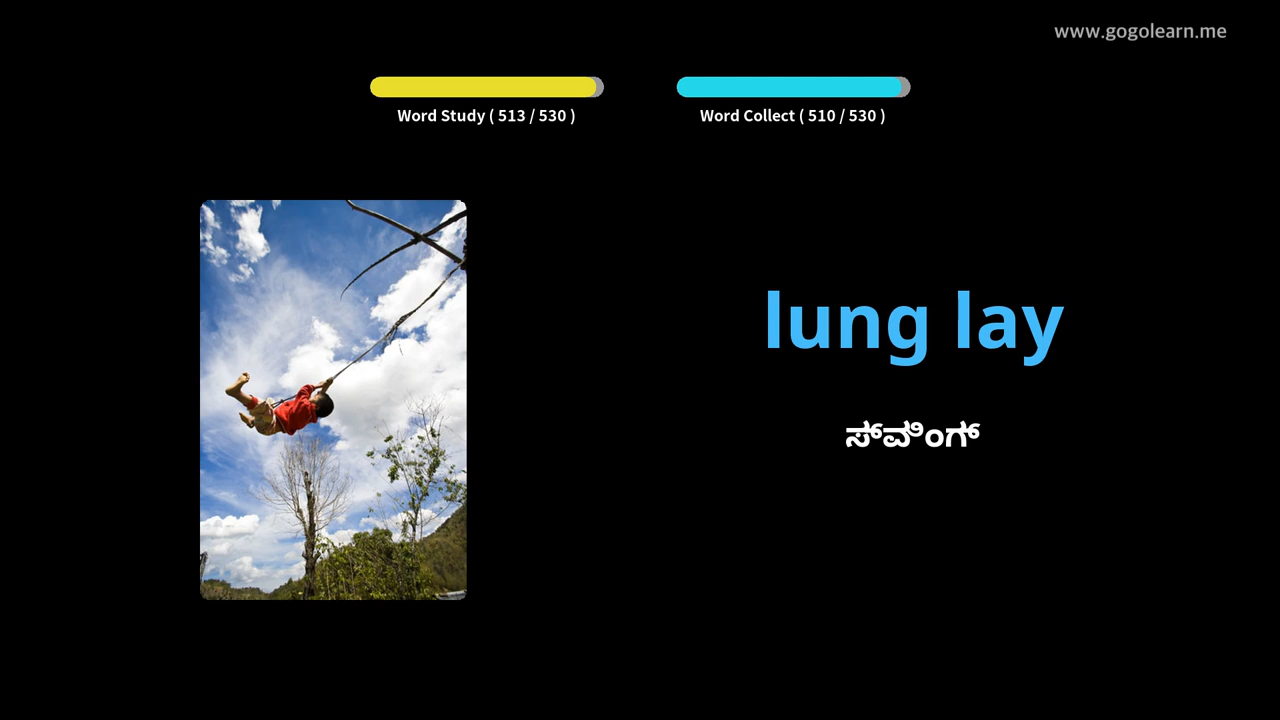 www.gogolearn.me
Word Study ( 513 / 530 )
Word Collect ( 510 / 530 )
lung lay
ಸ್ವಿಂಗ್